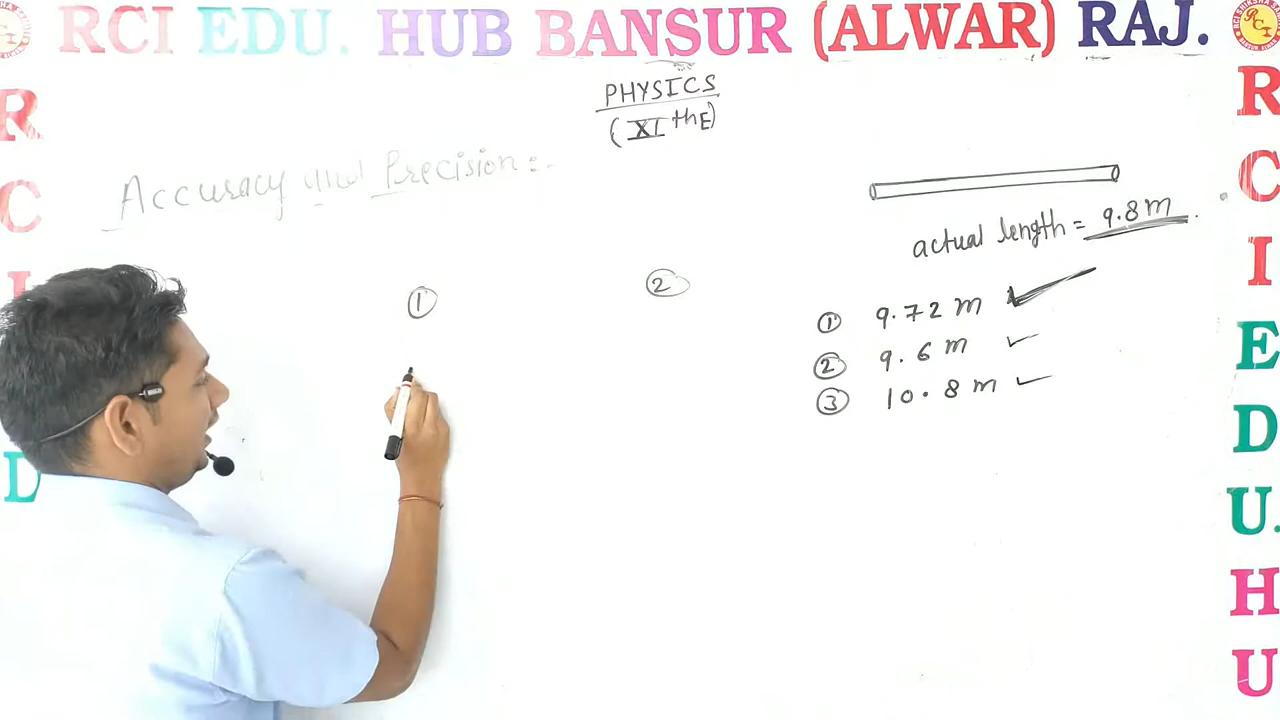 RCI EDU. HUB BANSUR (ALWAR) RAJ.
PHYSICS
(XI th E)
Accuracy and Precision:-
actual length = 9.8 m
① ②
① 9.72 m ✓
② 9.6 m ✓
③ 10.8 m ✓
R
C
I
D
R
C
I
E
D
U.
H
U